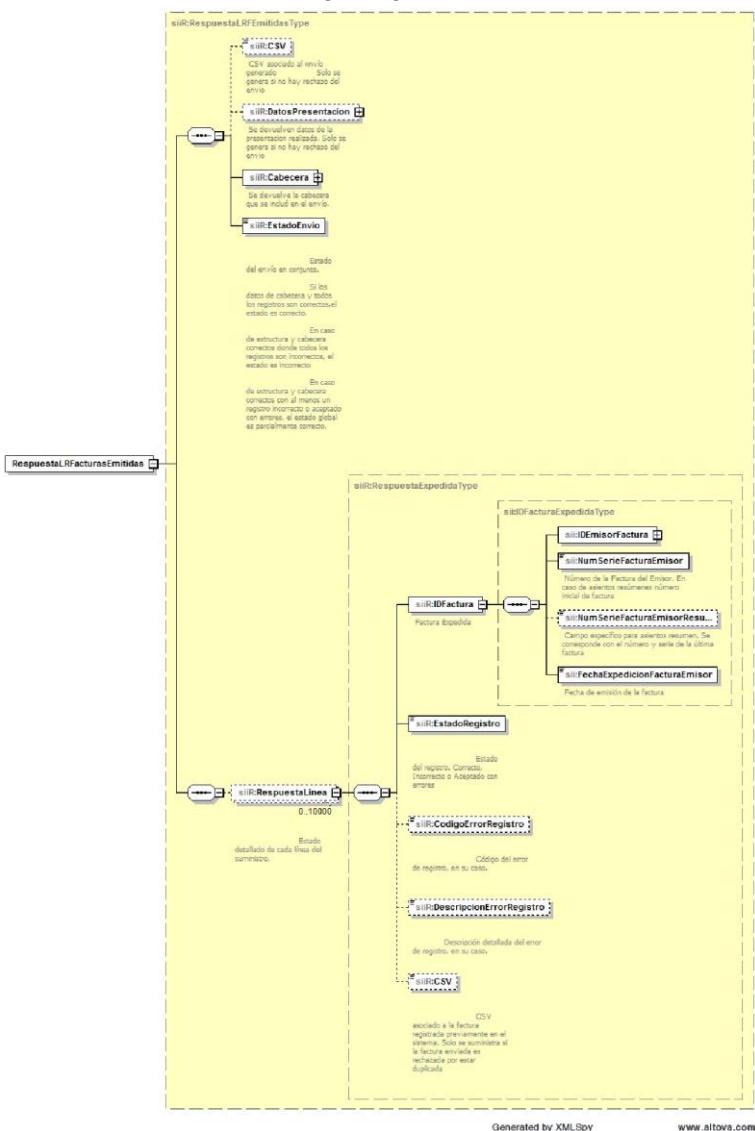 siiR:RespuestaLRFEmitidasType
siiR:CSV
CSV asociado al envío
generado Solo se
genera si no hay rechazo del
envio
siiR:DatosPresentacion
Se devuelven datos de la
presentacion realizada. Solo se
genera si no hay rechazo del
envio
siiR:Cabecera
Se devuelve la cabecera
que se incluó en el envío.
siiR:EstadoEnvio
Estado
del envío en conjunto.
Si los
datos de cabecera y todos
los registros son correctos,el
estado es correcto.
En caso
de estructura y cabecera
correctos donde todos los
registros son incorrectos, el
estado es incorrecto
En caso
de estructura y cabecera
correctos con al menos un
registro incorrecto o aceptado
con errores, el estado global
es parcialmente correcto.
RespuestaLRFacturasEmitidas
siiR:RespuestaExpedidaType
sii:IDFacturaExpedidaType
sii:IDEmisorFactura
sii:NumSerieFacturaEmisor
Número de la Factura del Emisor. En
caso de asientos resúmenes número
inicial de factura
siiR:IDFactura
Factura Expedida
sii:NumSerieFacturaEmisorResu...
Campo específico para asientos resumen. Se
corresponde con el número y serie de la última
factura
sii:FechaExpedicionFacturaEmisor
Fecha de emisión de la factura
siiR:EstadoRegistro
Estado
del registro. Correcto,
Incorrecto o Aceptado con
errores
siiR:RespuestaLinea
0..10000
Estado
detallado de cada línea del
suministro.
siiR:CodigoErrorRegistro
Código del error
de registro, en su caso.
siiR:DescripcionErrorRegistro
Descripción detallada del error
de registro, en su caso.
siiR:CSV
CSV
asociado a la factura
registrada previamente en el
sistema. Solo se suministra si
la factura enviada es
rechazada por estar
duplicada
Generated by XMLSpy www.altova.com